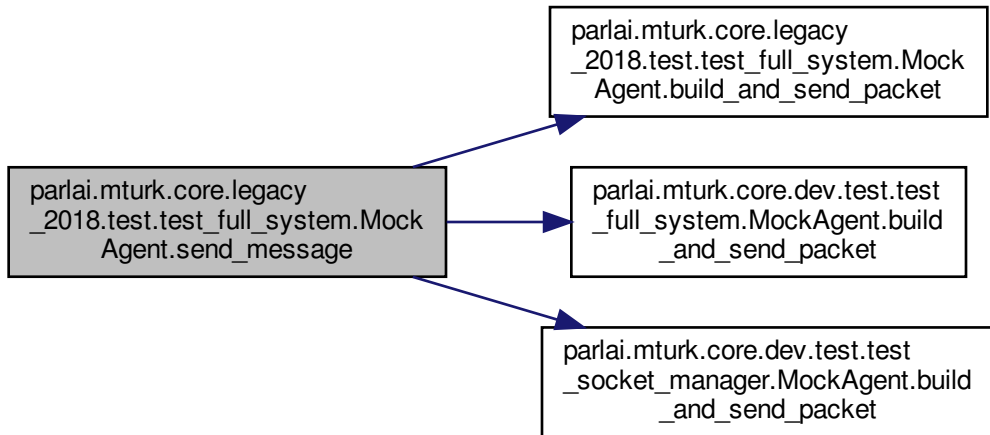 parlai.mturk.core.legacy
_2018.test.test_full_system.Mock
Agent.send_message
parlai.mturk.core.legacy
_2018.test.test_full_system.Mock
Agent.build_and_send_packet
parlai.mturk.core.dev.test.test
_full_system.MockAgent.build
_and_send_packet
parlai.mturk.core.dev.test.test
_socket_manager.MockAgent.build
_and_send_packet